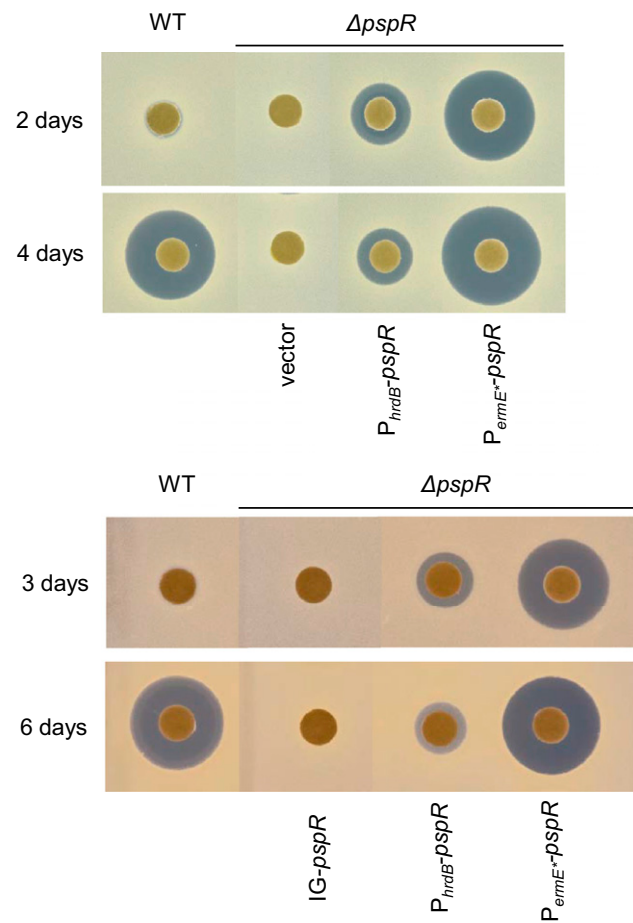 WT ΔpspR
2 days
4 days
vector
PhrdB-pspR
PermE*-pspR
WT ΔpspR
3 days
6 days
IG-pspR
PhrdB-pspR
PermE*-pspR